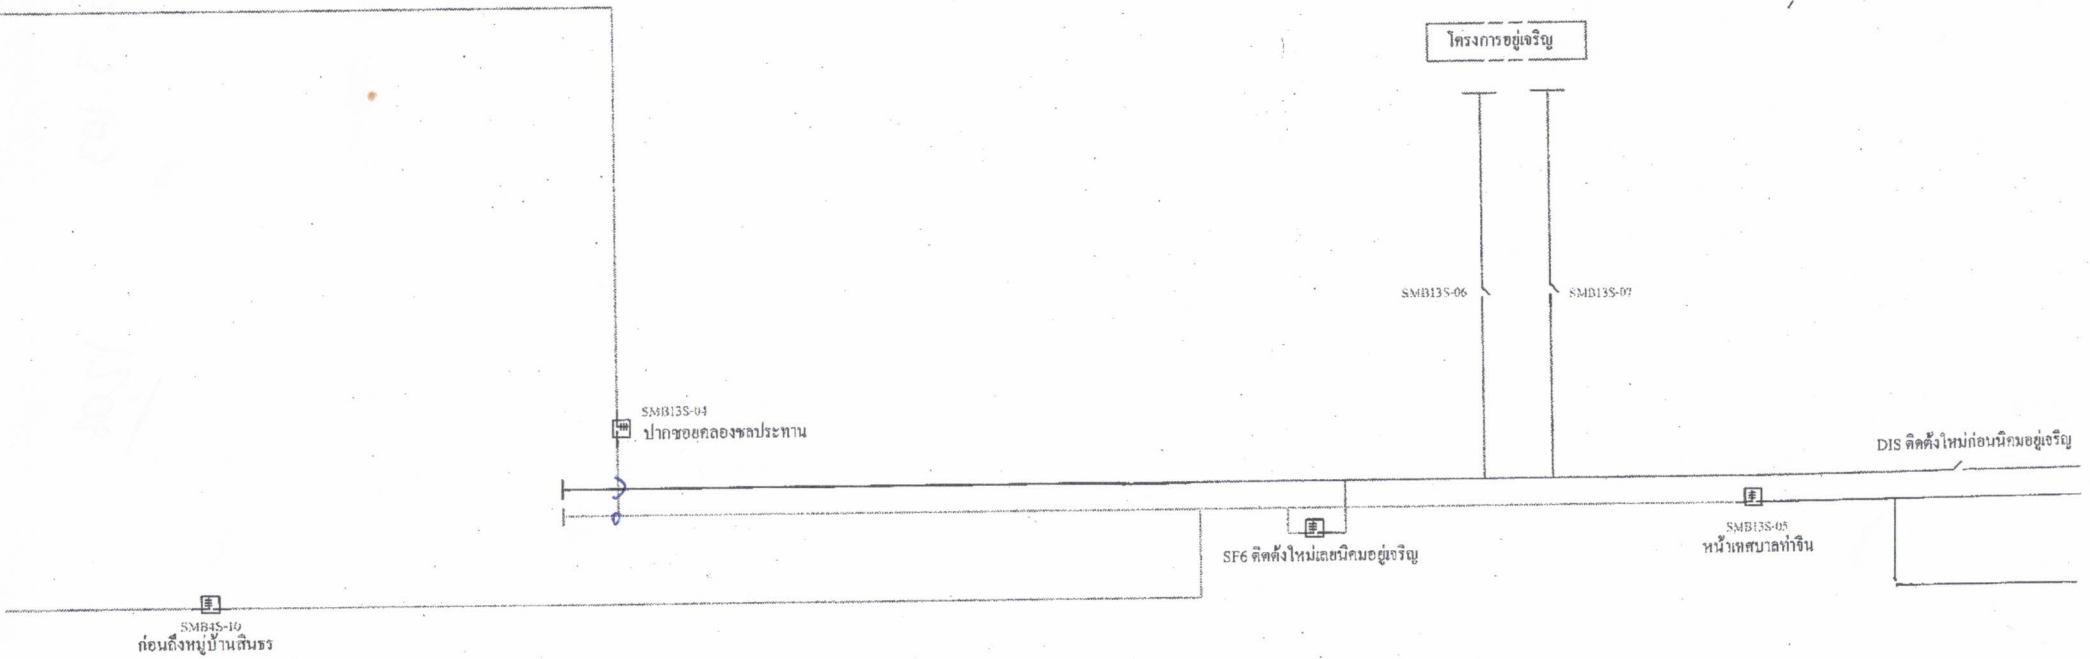 โครงการอยู่เจริญ
SMB13S-06
SMB13S-07
SMB13S-04
ปากซอยคลองชลประทาน
DIS ติดตั้งใหม่ก่อนนิคมอยู่เจริญ
SF6 ติดตั้งใหม่เลยนิคมอยู่เจริญ
SMB13S-05
หน้าเทศบาลท่าจีน
SMB4S-10
ก่อนถึงหมู่บ้านสินธร